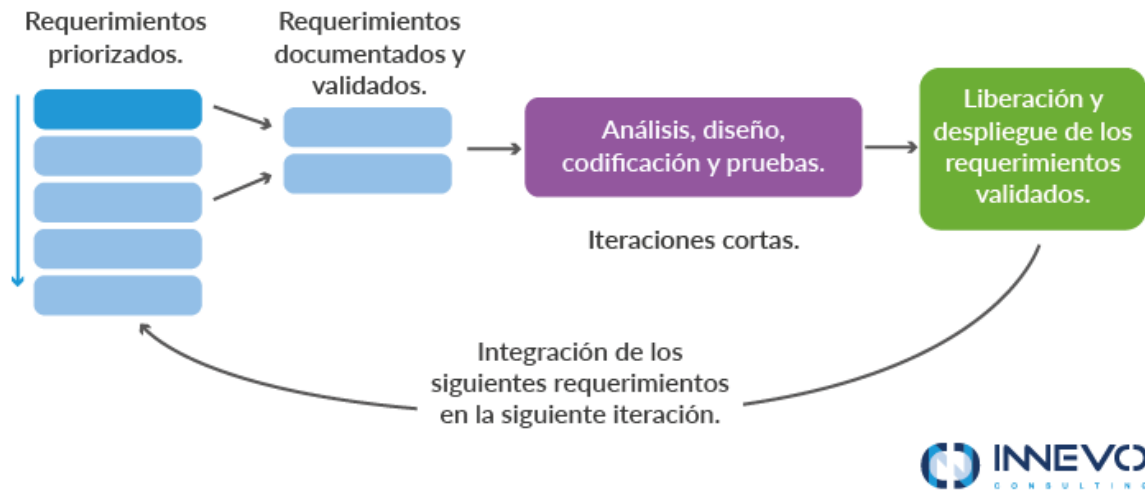 Requerimientos
priorizados.
Requerimientos
documentados y
validados.
Análisis, diseño,
codificación y pruebas.
Iteraciones cortas.
Liberación y
despliegue de los
requerimientos
validados.
Integración de los
siguientes requerimientos
en la siguiente iteración.
INNEVO
CONSULTING